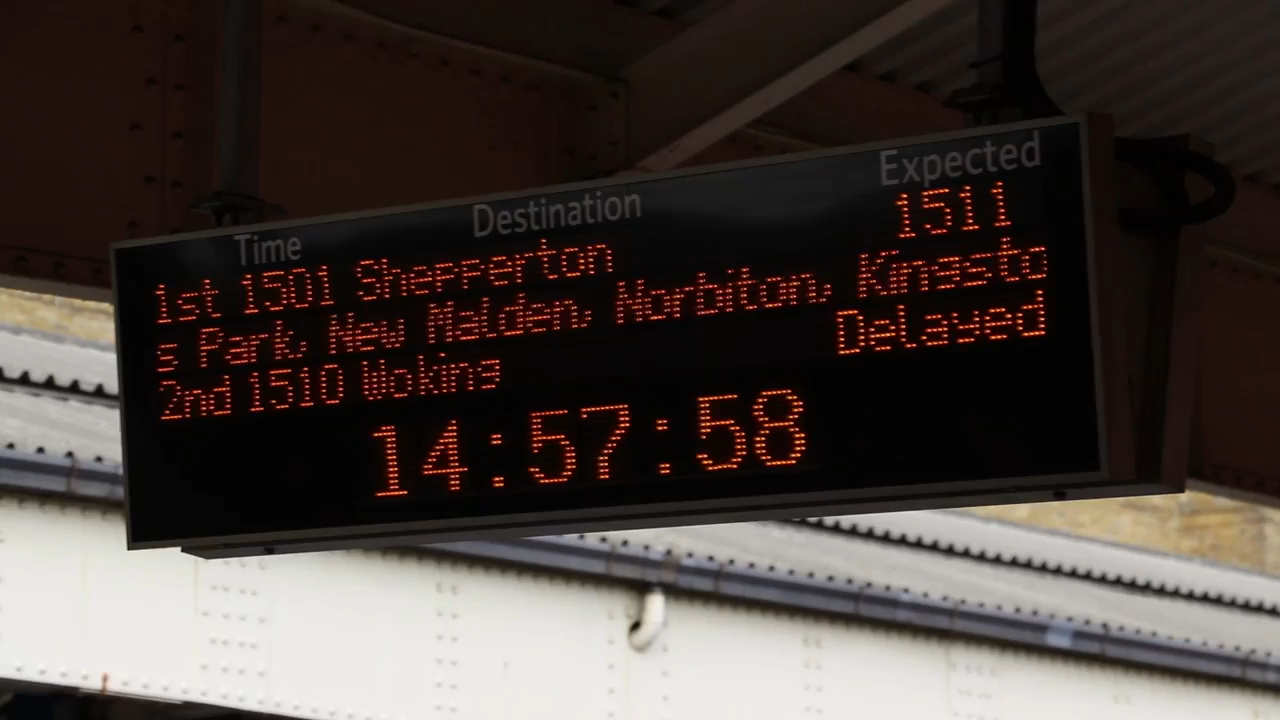 Time Destination Expected
1st 1501 Shepperton 1511
s Park, New Malden, Norbiton, Kingsto
2nd 1510 Woking Delayed
14:57:58